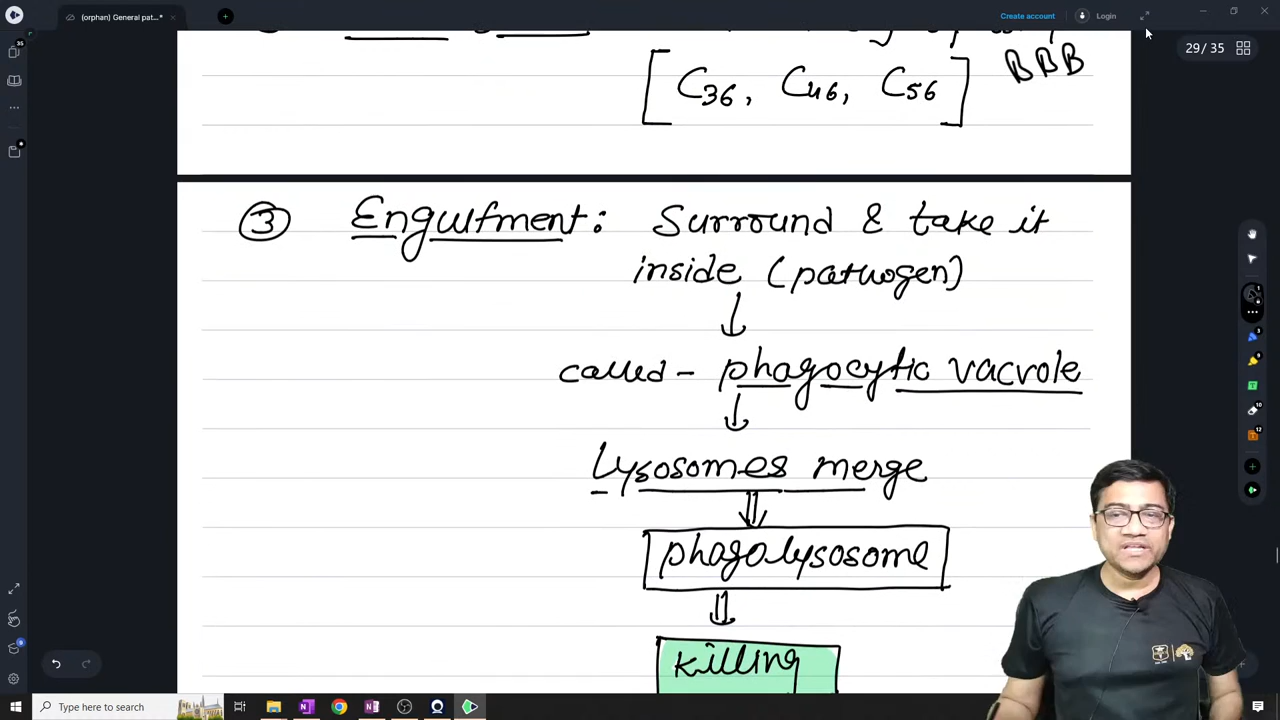 (orphan) General pat...*
Create account
Login
35
29/35
[C36, C46, C56]
BBB
③ Engulfment: Surround & take it
inside (pathogen)
↓
called - phagocytic vacuole
↓
Lysosomes merge
⇓
phagolysosome
⇓
killing
Type here to search